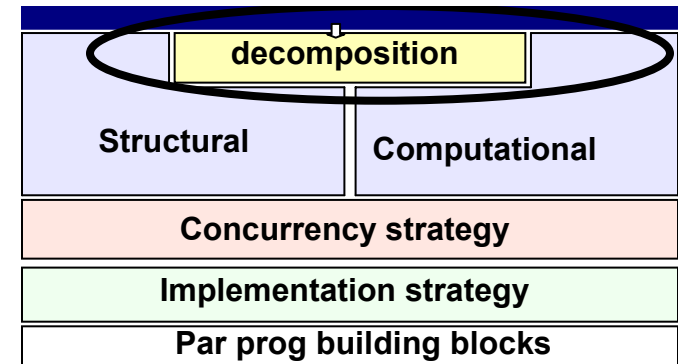 decomposition
Structural
Computational
Concurrency strategy
Implementation strategy
Par prog building blocks